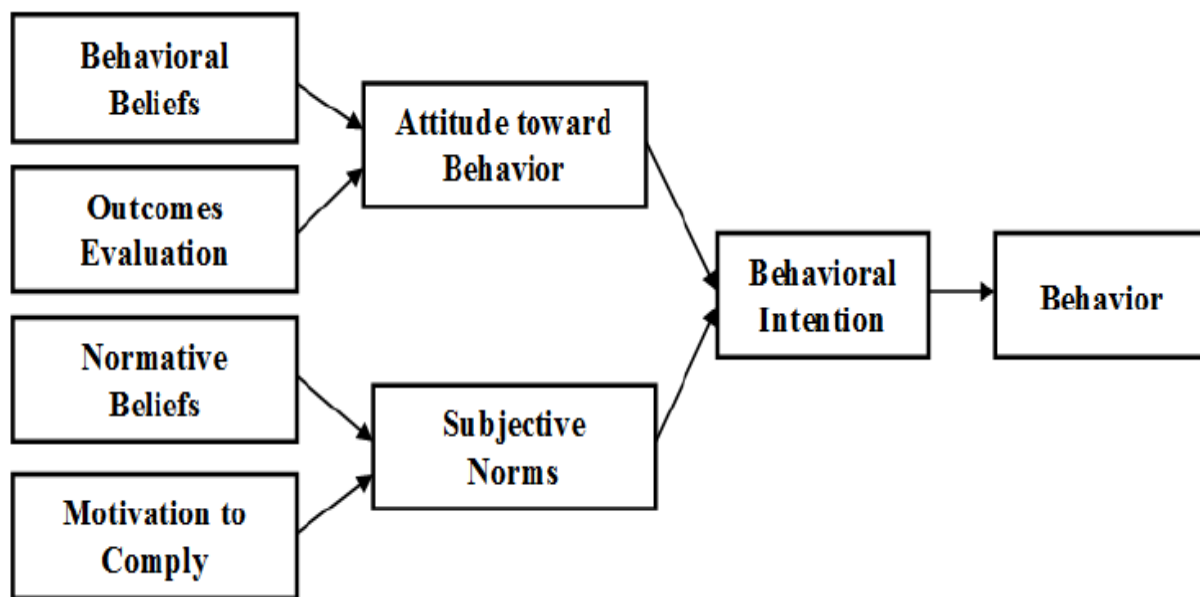 Behavioral
Beliefs
Outcomes
Evaluation
Normative
Beliefs
Motivation to
Comply
Attitude toward
Behavior
Subjective
Norms
Behavioral
Intention
Behavior